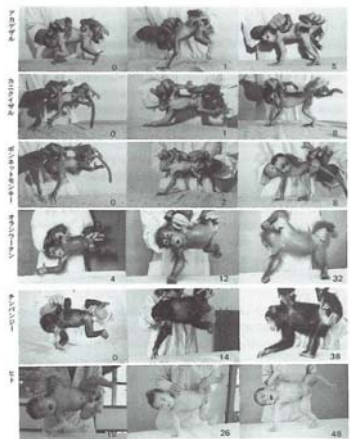 アカゲザル
0 1 5
カニクイザル
0 1 8
ボンネットモンキー
0 2 8
オランウータン
4 12 32
チンパンジー
0 14 38
ヒト
26 48